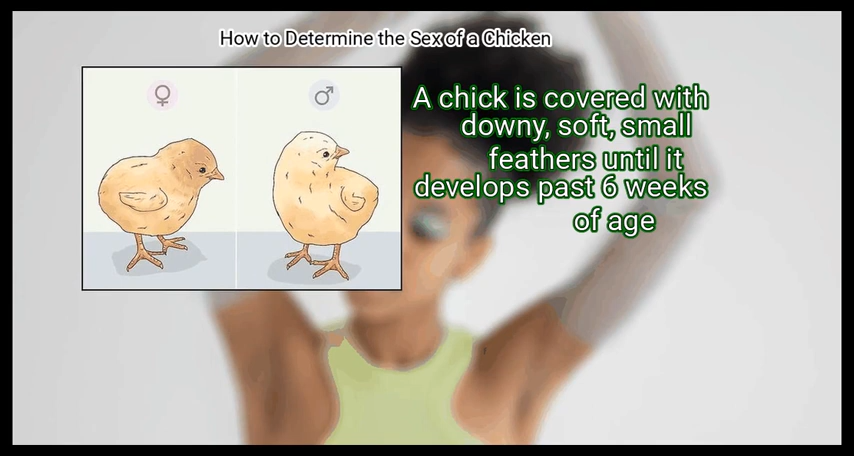 How to Determine the Sex of a Chicken
♀ ♂
A chick is covered with
downy, soft, small
feathers until it
develops past 6 weeks
of age